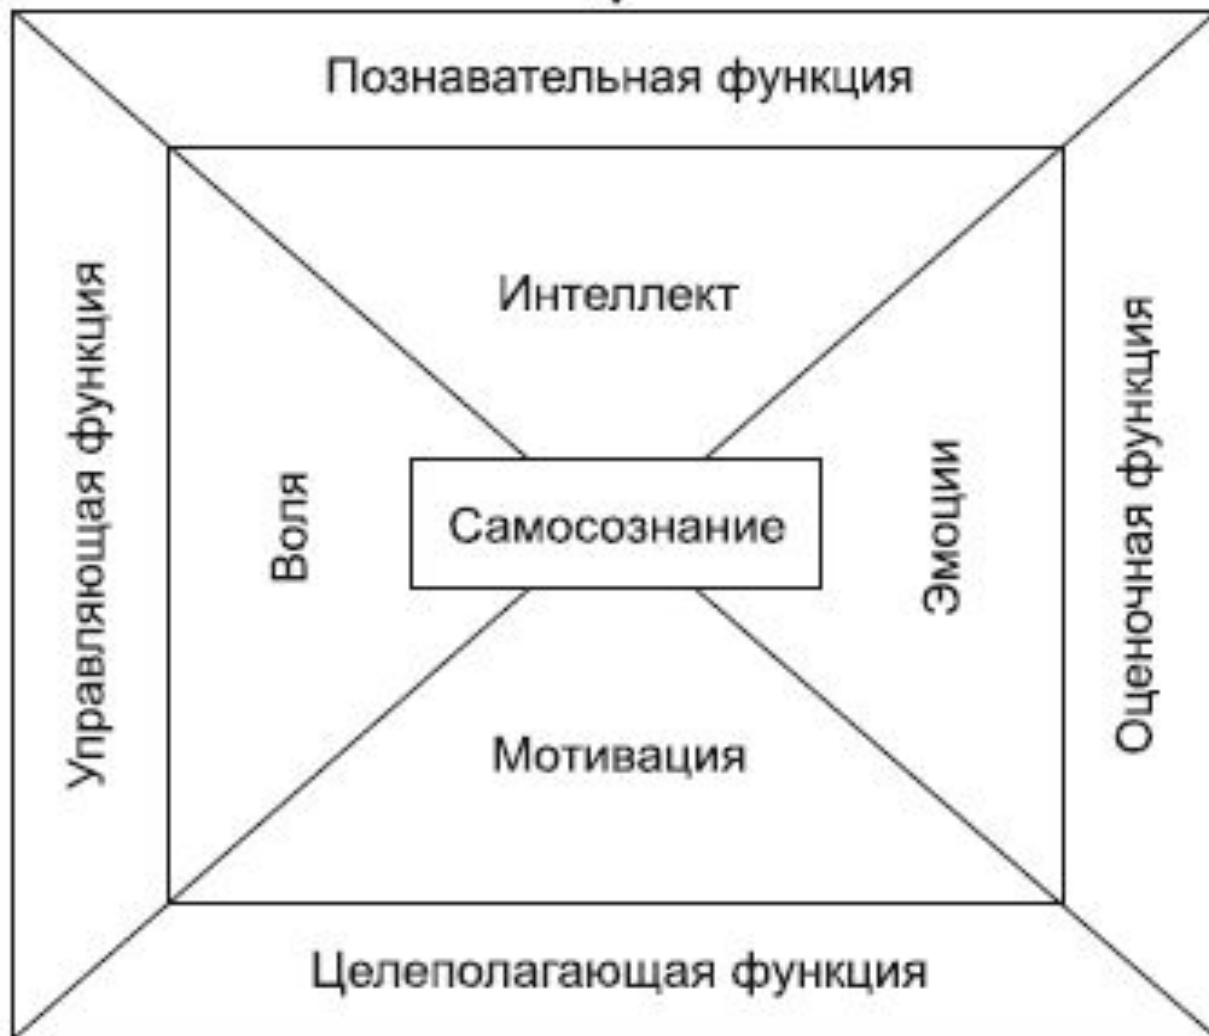 Познавательная функция
Интеллект
Управляющая функция
Воля
Самосознание
Эмоции
Оценочная функция
Мотивация
Целеполагающая функция